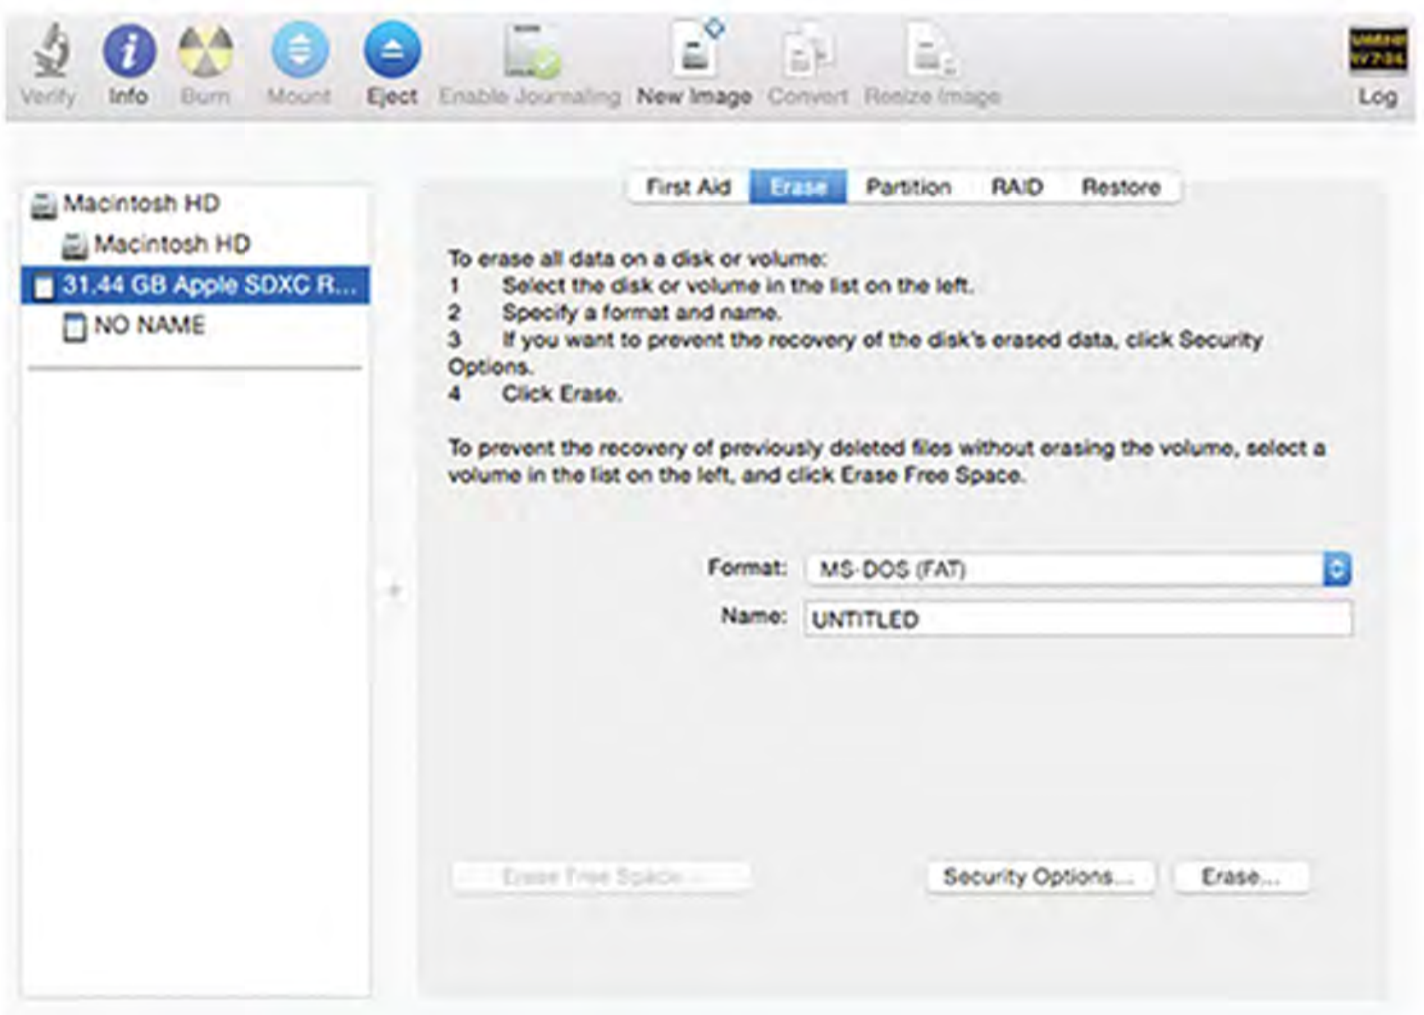 Verify Info Burn Mount Eject Enable Journaling New Image Convert Resize Image Log
Macintosh HD
Macintosh HD
31.44 GB Apple SDXC R...
NO NAME
First Aid Erase Partition RAID Restore
To erase all data on a disk or volume:
1 Select the disk or volume in the list on the left.
2 Specify a format and name.
3 If you want to prevent the recovery of the disk's erased data, click Security
Options.
4 Click Erase.
To prevent the recovery of previously deleted files without erasing the volume, select a
volume in the list on the left, and click Erase Free Space.
Format: MS-DOS (FAT)
Name: UNTITLED
Erase Free Space... Security Options... Erase...